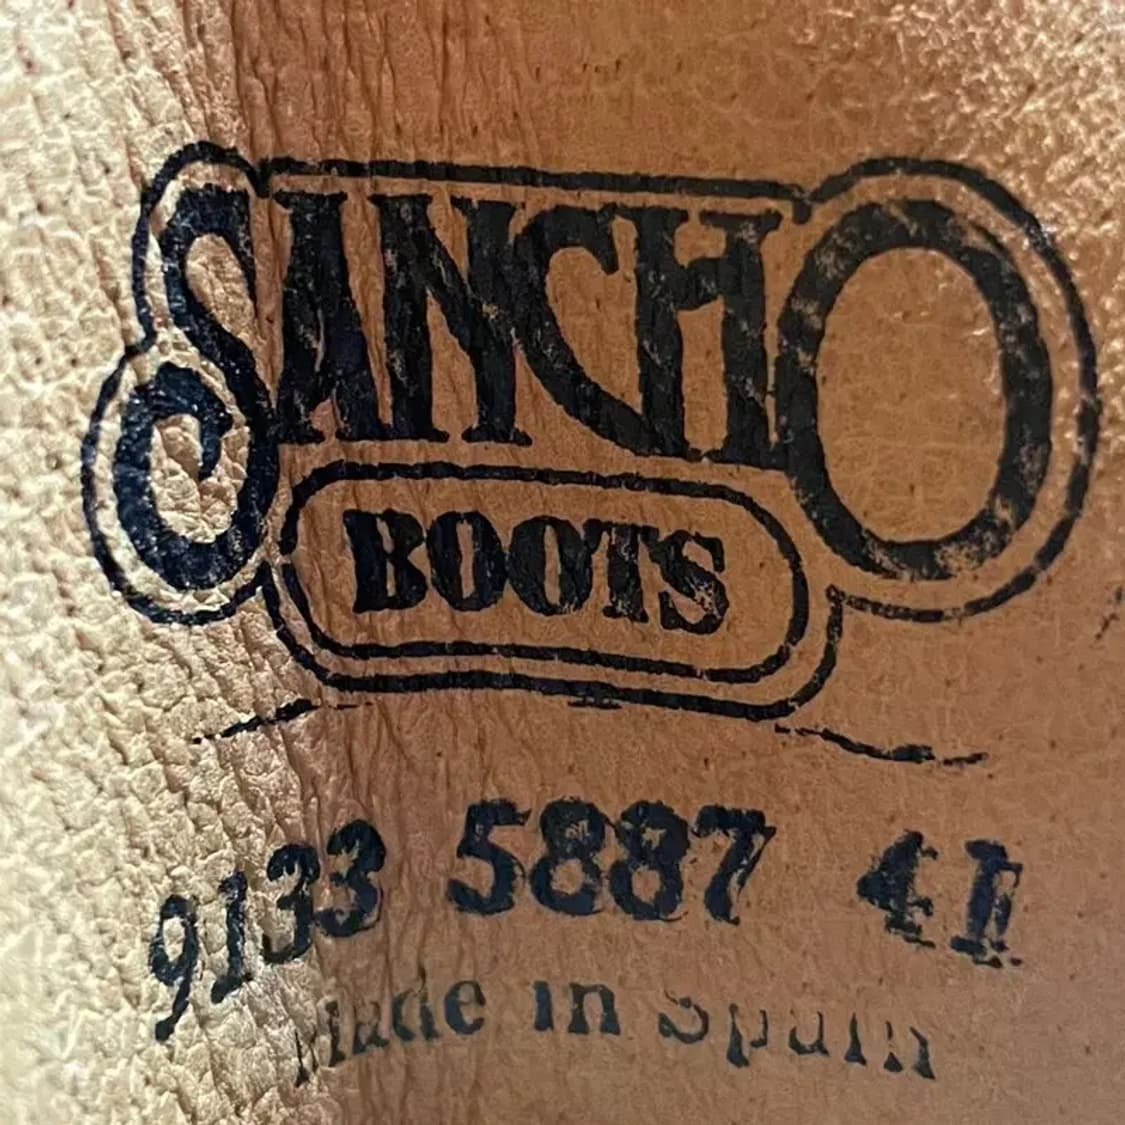 SANCHO
BOOTS
9133 5887 41
Made in Spain